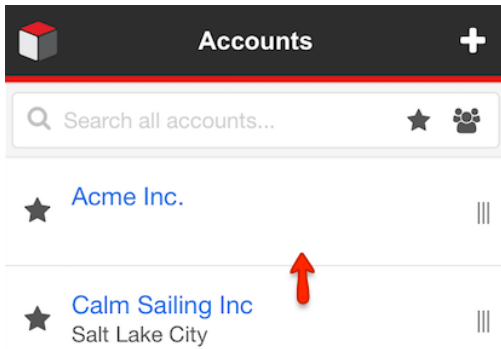 Accounts
Search all accounts...
Acme Inc.
Calm Sailing Inc
Salt Lake City